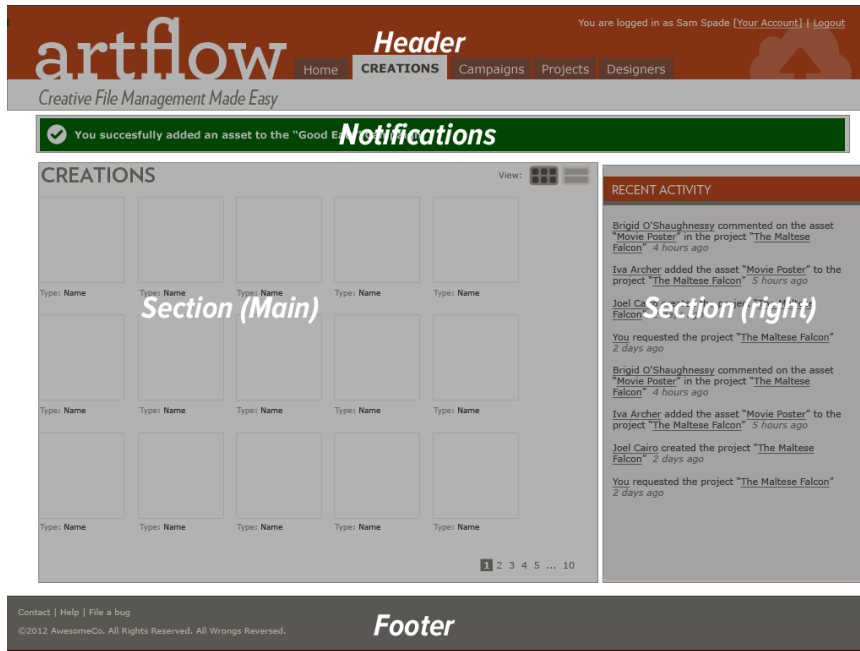 You are logged in as Sam Spade [Your Account] | Logout
artflow
Header
Home CREATIONS Campaigns Projects Designers
Creative File Management Made Easy
You succesfully added an asset to the "Good
Notifications
CREATIONS
View:
Type: Name Type: Name Type: Name Type: Name Type: Name
Section (Main)
Type: Name Type: Name Type: Name Type: Name Type: Name
Type: Name Type: Name Type: Name Type: Name Type: Name
1 2 3 4 5 ... 10
RECENT ACTIVITY
Brigid O'Shaughnessy commented on the asset
"Movie Poster" in the project "The Maltese
Falcon" 4 hours ago
Iva Archer added the asset "Movie Poster" to the
project "The Maltese Falcon" 5 hours ago
Joel
Falcon"
Section (right)
You requested the project "The Maltese Falcon"
2 days ago
Brigid O'Shaughnessy commented on the asset
"Movie Poster" in the project "The Maltese
Falcon" 4 hours ago
Iva Archer added the asset "Movie Poster" to the
project "The Maltese Falcon" 5 hours ago
Joel Cairo created the project "The Maltese
Falcon" 2 days ago
You requested the project "The Maltese Falcon"
2 days ago
Contact | Help | File a bug
©2012 AwesomeCo. All Rights Reserved. All Wrongs Reversed.
Footer